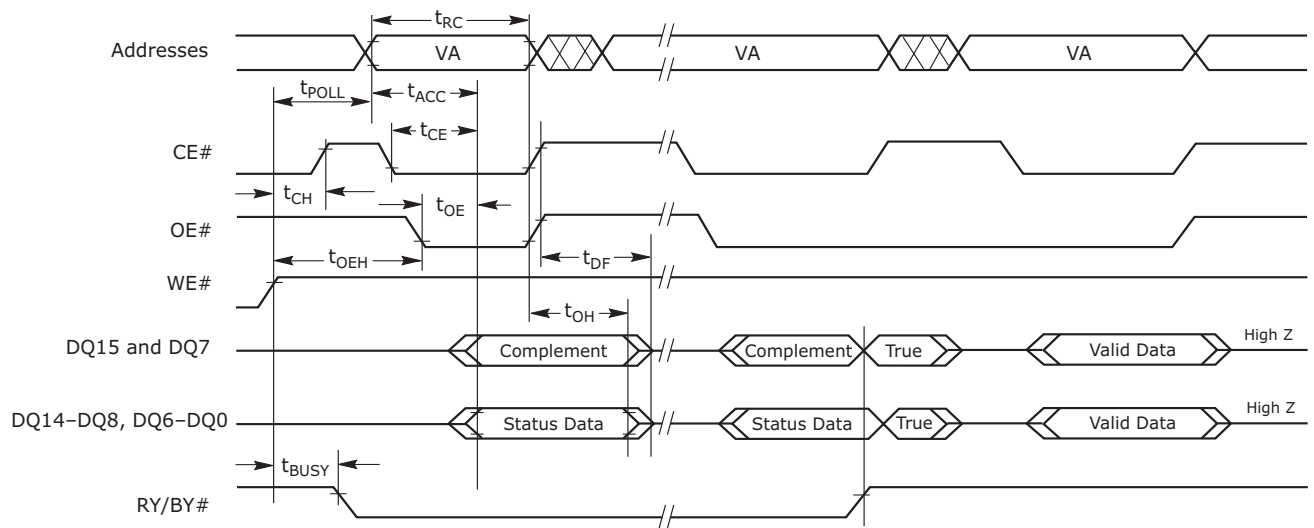 tRC
Addresses VA VA VA
tPOLL tACC
tCE
CE#
tCH tOE
OE#
tOEH tDF
WE#
tOH
DQ15 and DQ7 Complement Complement True Valid Data High Z
DQ14–DQ8, DQ6–DQ0 Status Data Status Data True Valid Data High Z
tBUSY
RY/BY#